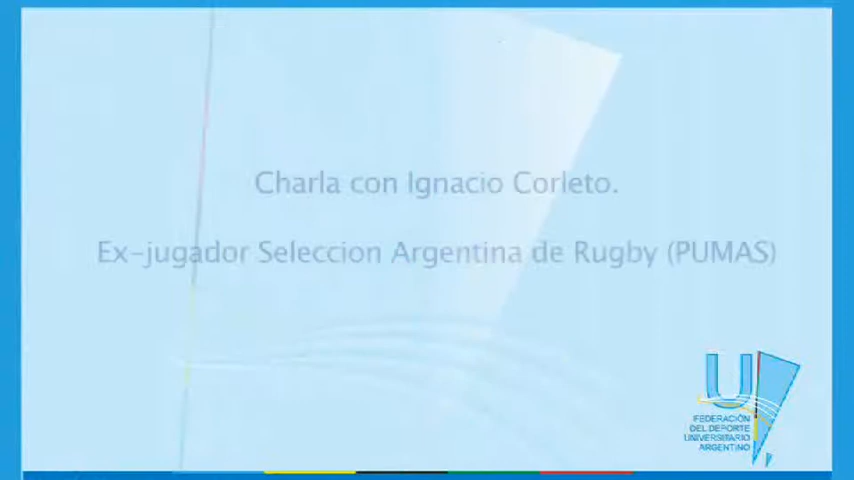 Charla con Ignacio Corleto.
Ex-jugador Seleccion Argentina de Rugby (PUMAS)
U
FEDERACIÓN
DEL DEPORTE
UNIVERSITARIO
ARGENTINO